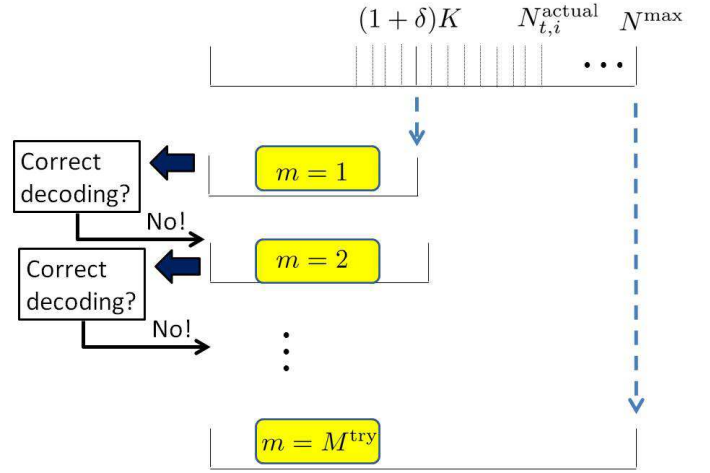 (1 + δ)K N_{t,i}^{actual} N^{max}
...
Correct
decoding?
m = 1
No!
Correct
decoding?
m = 2
No!
⋮
m = M^{try}